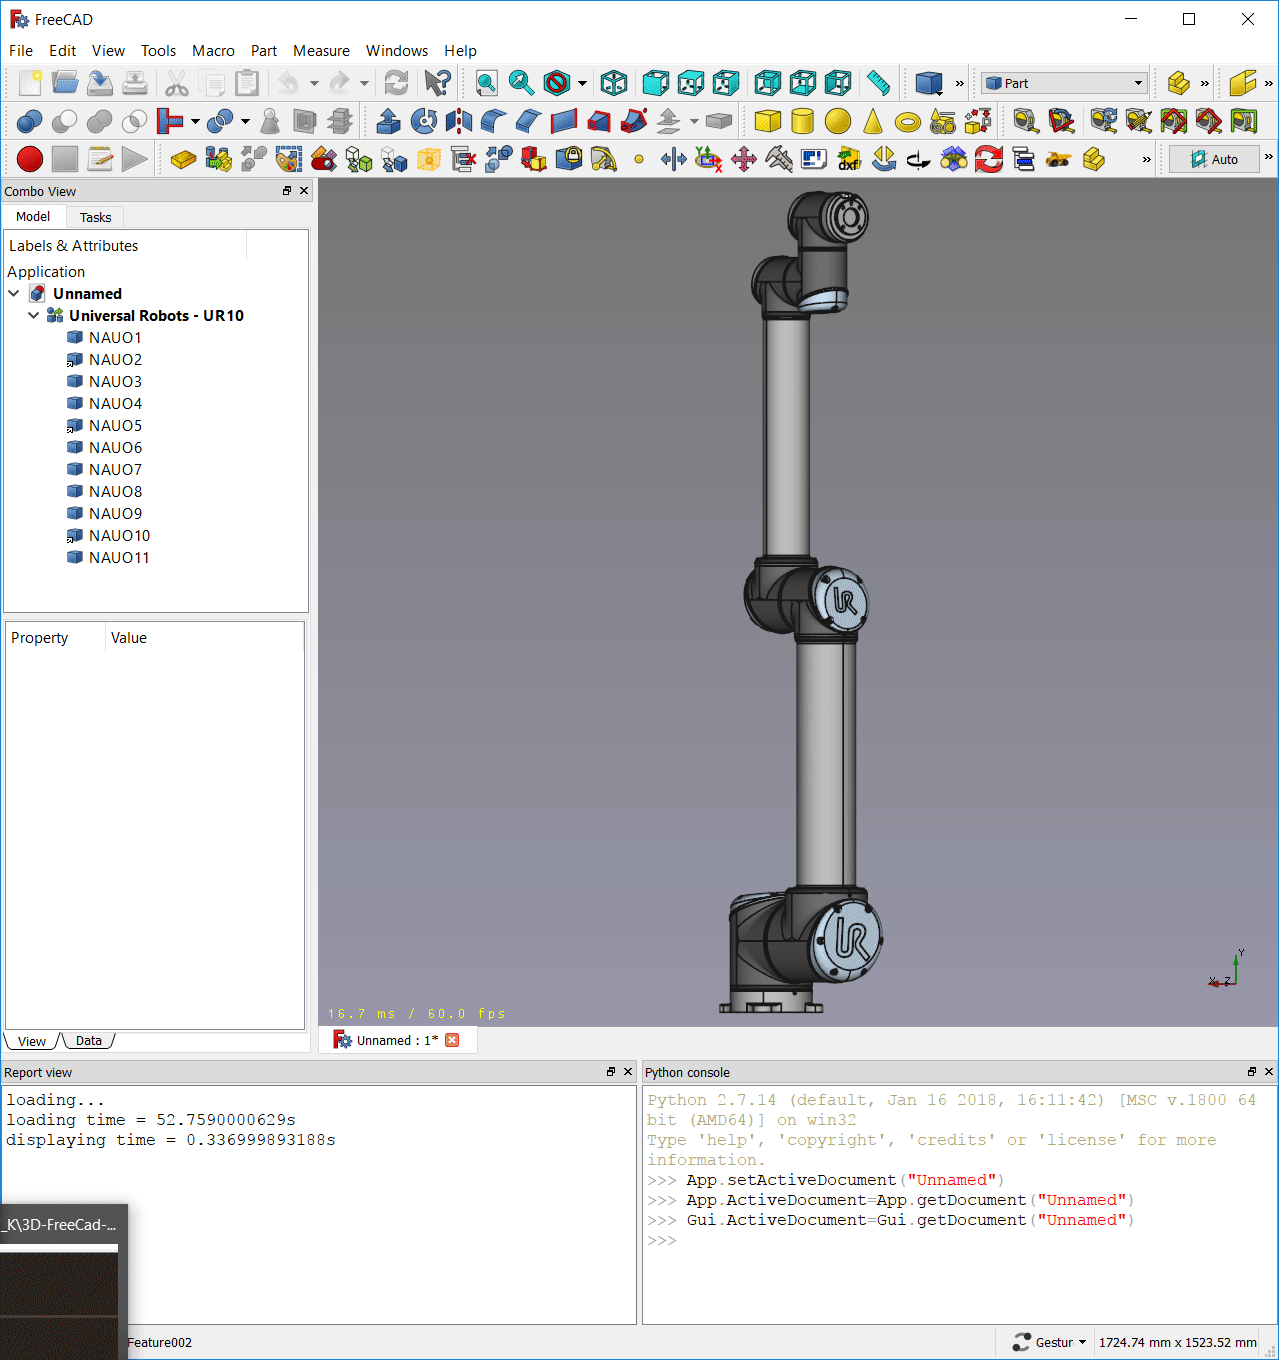 FreeCAD
File Edit View Tools Macro Part Measure Windows Help
Part
dxf
Auto
Combo View
Model Tasks
Labels & Attributes
Application
Unnamed
Universal Robots - UR10
NAUO1
NAUO2
NAUO3
NAUO4
NAUO5
NAUO6
NAUO7
NAUO8
NAUO9
NAUO10
NAUO11
Property Value
UR
UR
Y
X Z
16.7 ms / 60.0 fps
View Data
Unnamed : 1*
Report view
loading...
loading time = 52.7590000629s
displaying time = 0.336999893188s
Python console
Python 2.7.14 (default, Jan 16 2018, 16:11:42) [MSC v.1800 64
bit (AMD64)] on win32
Type 'help', 'copyright', 'credits' or 'license' for more
information.
>>> App.setActiveDocument("Unnamed")
>>> App.ActiveDocument=App.getDocument("Unnamed")
>>> Gui.ActiveDocument=Gui.getDocument("Unnamed")
>>>
_K\3D-FreeCad-...
Feature002
Gestur
1724.74 mm x 1523.52 mm